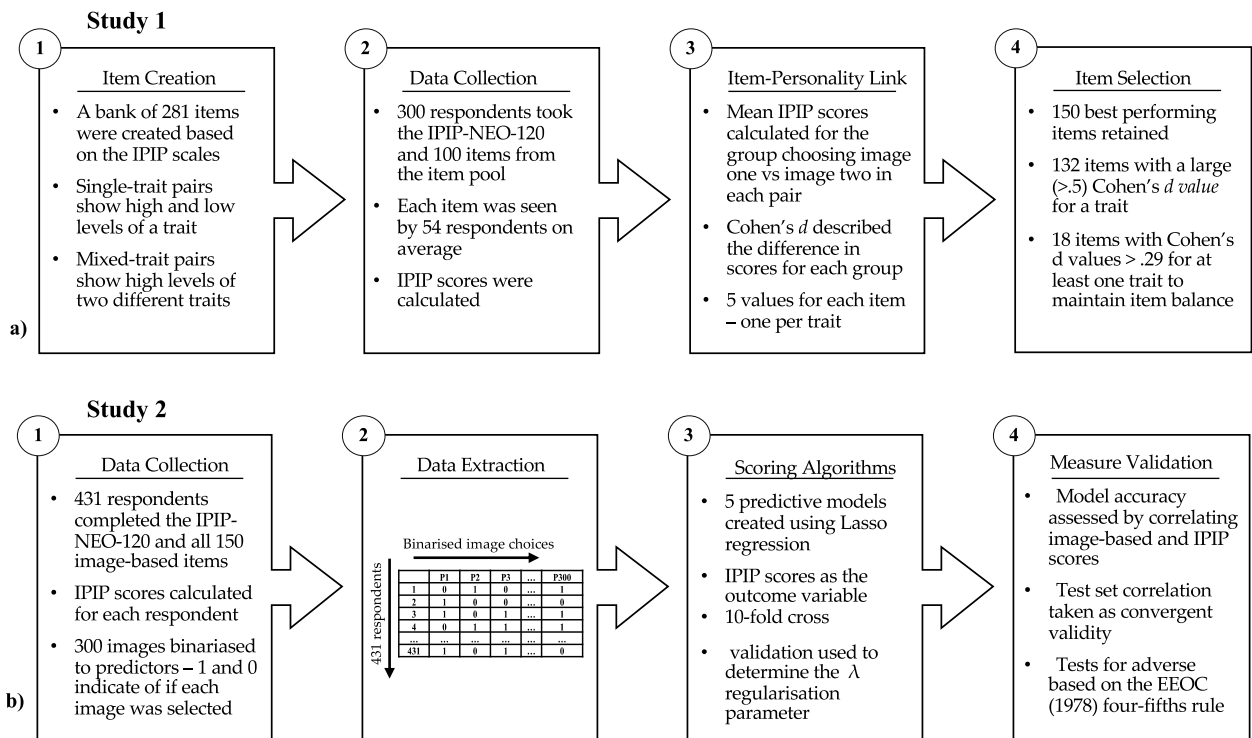 Study 1
1
Item Creation
• A bank of 281 items
were created based
on the IPIP scales
• Single-trait pairs
show high and low
levels of a trait
• Mixed-trait pairs
show high levels of
two different traits
2
Data Collection
• 300 respondents took
the IPIP-NEO-120
and 100 items from
the item pool
• Each item was seen
by 54 respondents on
average
• IPIP scores were
calculated
3
Item-Personality Link
• Mean IPIP scores
calculated for the
group choosing image
one vs image two in
each pair
• Cohen's d described
the difference in
scores for each group
• 5 values for each item
– one per trait
4
Item Selection
• 150 best performing
items retained
• 132 items with a large
(>.5) Cohen's d value
for a trait
• 18 items with Cohen's
d values > .29 for at
least one trait to
maintain item balance
a)
Study 2
1
Data Collection
• 431 respondents
completed the IPIP-
NEO-120 and all 150
image-based items
• IPIP scores calculated
for each respondent
• 300 images binariased
to predictors – 1 and 0
indicate of if each
image was selected
2
Data Extraction
Binarised image choices
431 respondents
P1 P2 P3 ... P300
1 0 1 0 ... 1
2 1 0 0 ... 0
3 1 0 1 ... 1
4 0 1 1 ... 1
... ... ... ... ...
431 1 0 1 ... 0
3
Scoring Algorithms
• 5 predictive models
created using Lasso
regression
• IPIP scores as the
outcome variable
• 10-fold cross
• validation used to
determine the λ
regularisation
parameter
4
Measure Validation
• Model accuracy
assessed by correlating
image-based and IPIP
scores
• Test set correlation
taken as convergent
validity
• Tests for adverse
based on the EEOC
(1978) four-fifths rule
b)